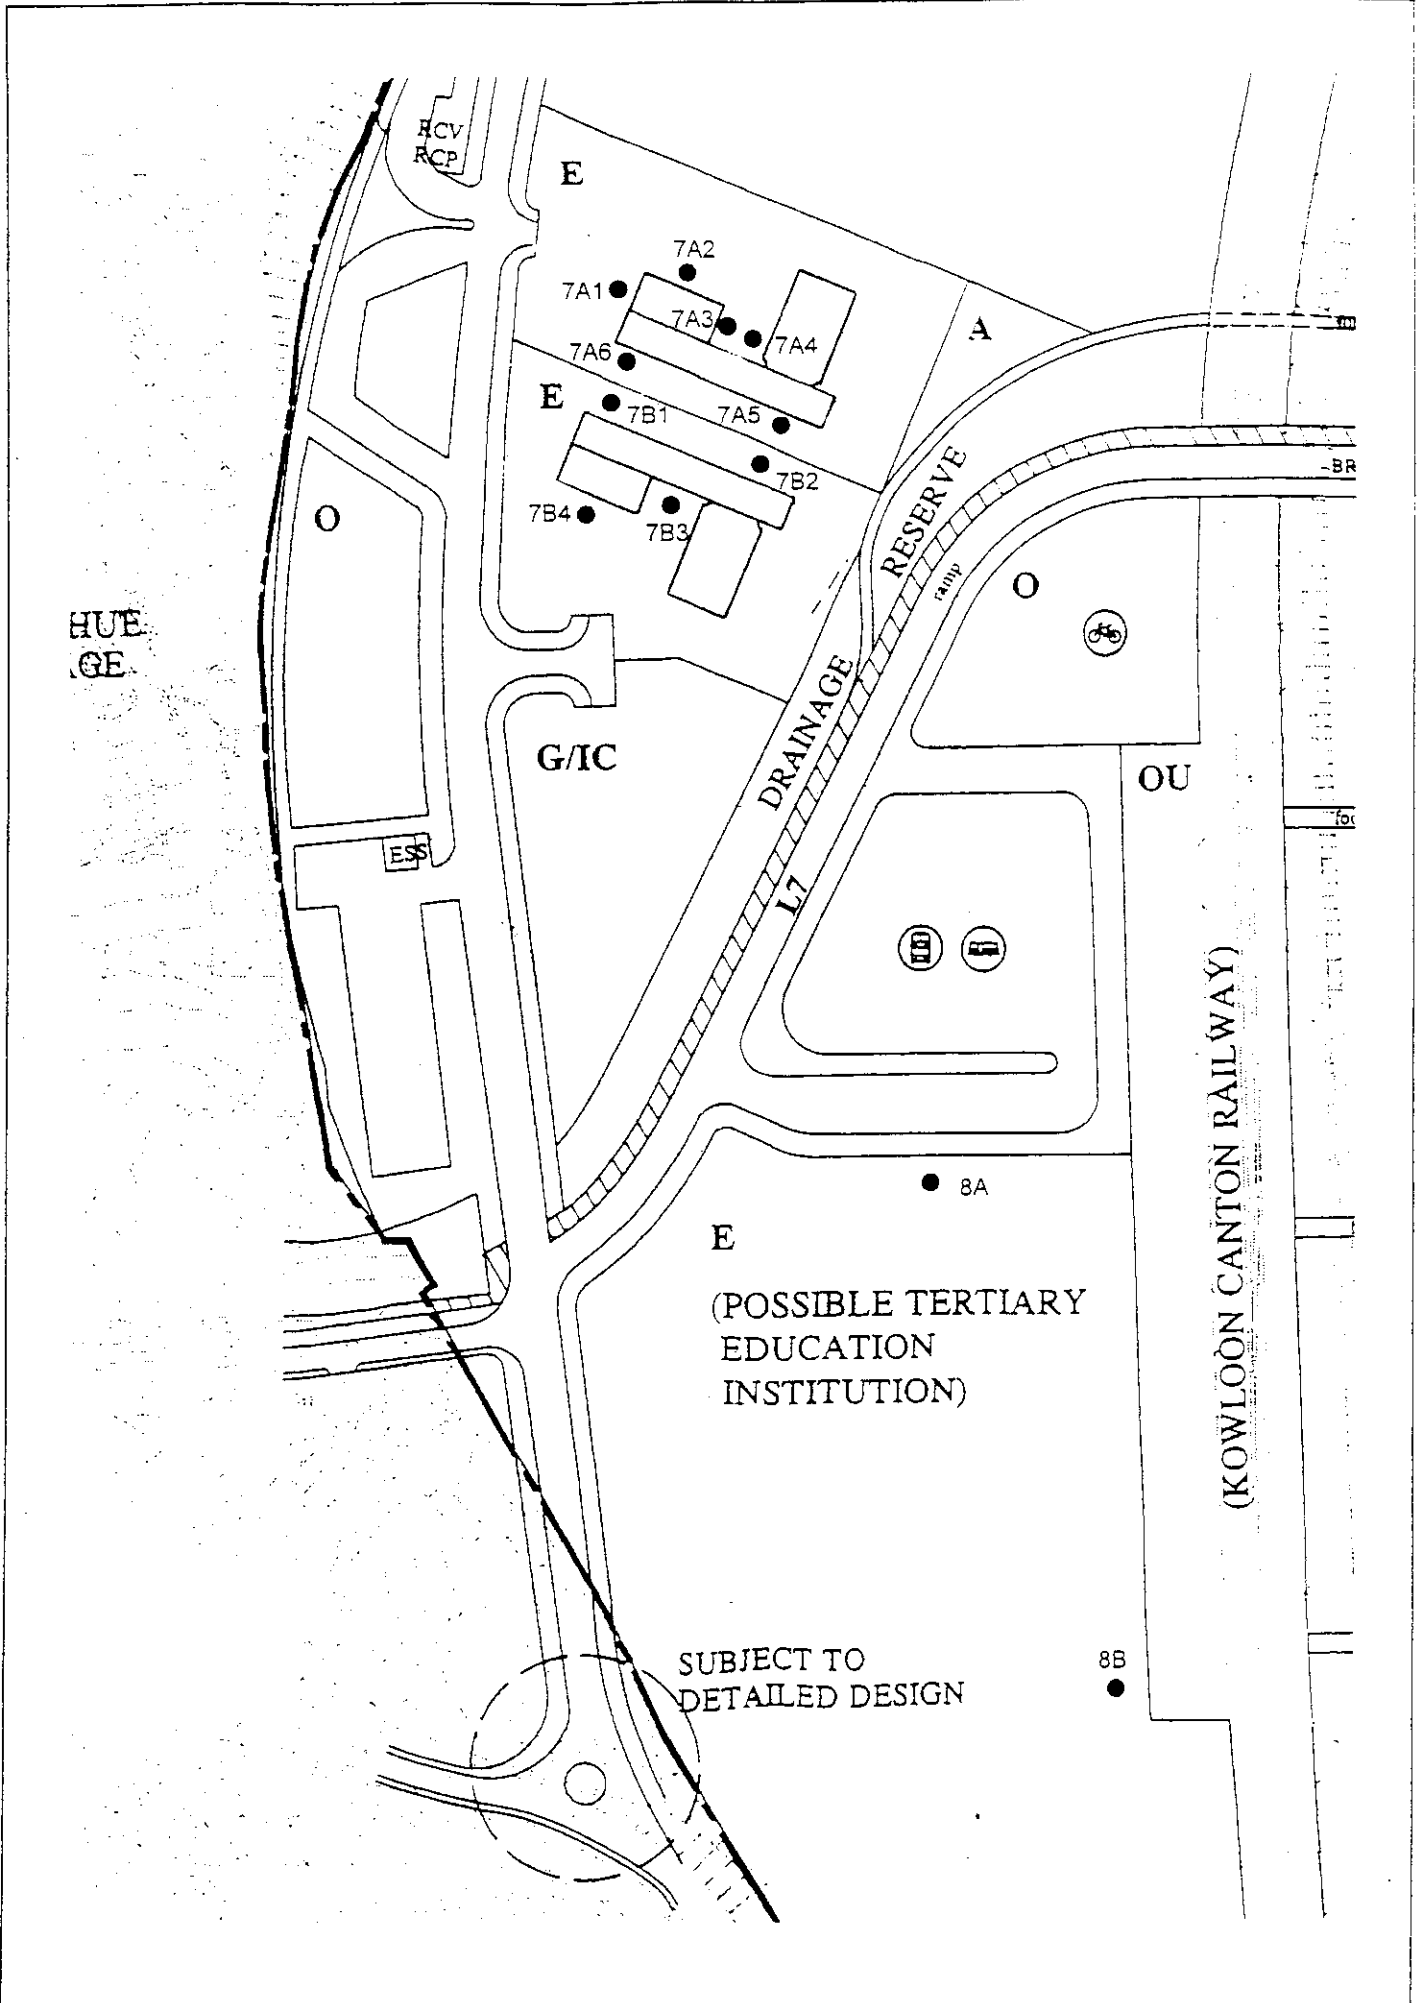 RCV
RCP
E
7A2
7A1
7A3
7A4
A
7A6
E
7B1
7A5
7B2
7B4
7B3
O
RESERVE
ramp
O
HUE
GE
DRAINAGE
G/IC
OU
ESS
L7
8A
E
(POSSIBLE TERTIARY
EDUCATION
INSTITUTION)
(KOWLOON CANTON RAILWAY)
SUBJECT TO
DETAILED DESIGN
8B